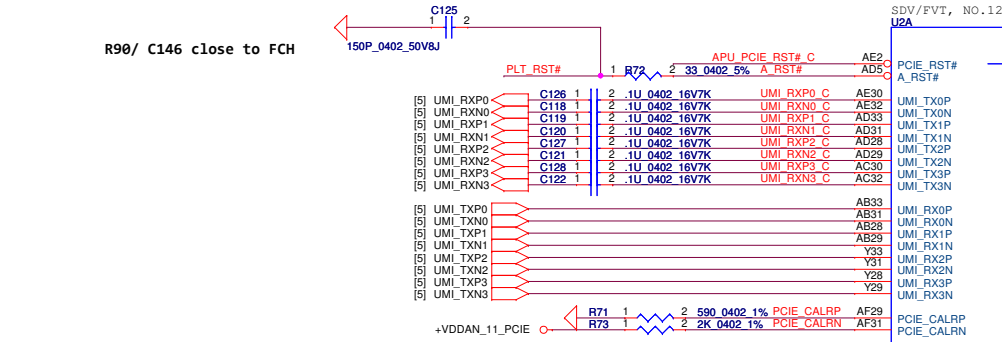 SDV/FVT, NO.12
C125
U2A
1 2
R90/ C146 close to FCH
150P_0402_50V8J
APU_PCIE_RST#_C AE2 PCIE_RST#
PLT_RST# 1 R72 2 33_0402_5% A_RST# AD5 A_RST#
[5] UMI_RXP0 C126 1 2 .1U_0402_16V7K UMI_RXP0_C AE30 UMI_TX0P
[5] UMI_RXN0 C118 1 2 .1U_0402_16V7K UMI_RXN0_C AE32 UMI_TX0N
[5] UMI_RXP1 C119 1 2 .1U_0402_16V7K UMI_RXP1_C AD33 UMI_TX1P
[5] UMI_RXN1 C120 1 2 .1U_0402_16V7K UMI_RXN1_C AD31 UMI_TX1N
[5] UMI_RXP2 C127 1 2 .1U_0402_16V7K UMI_RXP2_C AD28 UMI_TX2P
[5] UMI_RXN2 C121 1 2 .1U_0402_16V7K UMI_RXN2_C AD29 UMI_TX2N
[5] UMI_RXP3 C128 1 2 .1U_0402_16V7K UMI_RXP3_C AC30 UMI_TX3P
[5] UMI_RXN3 C122 1 2 .1U_0402_16V7K UMI_RXN3_C AC32 UMI_TX3N
[5] UMI_TXP0 AB33 UMI_RX0P
[5] UMI_TXN0 AB31 UMI_RX0N
[5] UMI_TXP1 AB28 UMI_RX1P
[5] UMI_TXN1 AB29 UMI_RX1N
[5] UMI_TXP2 Y33 UMI_RX2P
[5] UMI_TXN2 Y31 UMI_RX2N
[5] UMI_TXP3 Y28 UMI_RX3P
[5] UMI_TXN3 Y29 UMI_RX3N
R71 1 2 590_0402_1% PCIE_CALRP AF29 PCIE_CALRP
+VDDAN_11_PCIE R73 1 2 2K_0402_1% PCIE_CALRN AF31 PCIE_CALRN